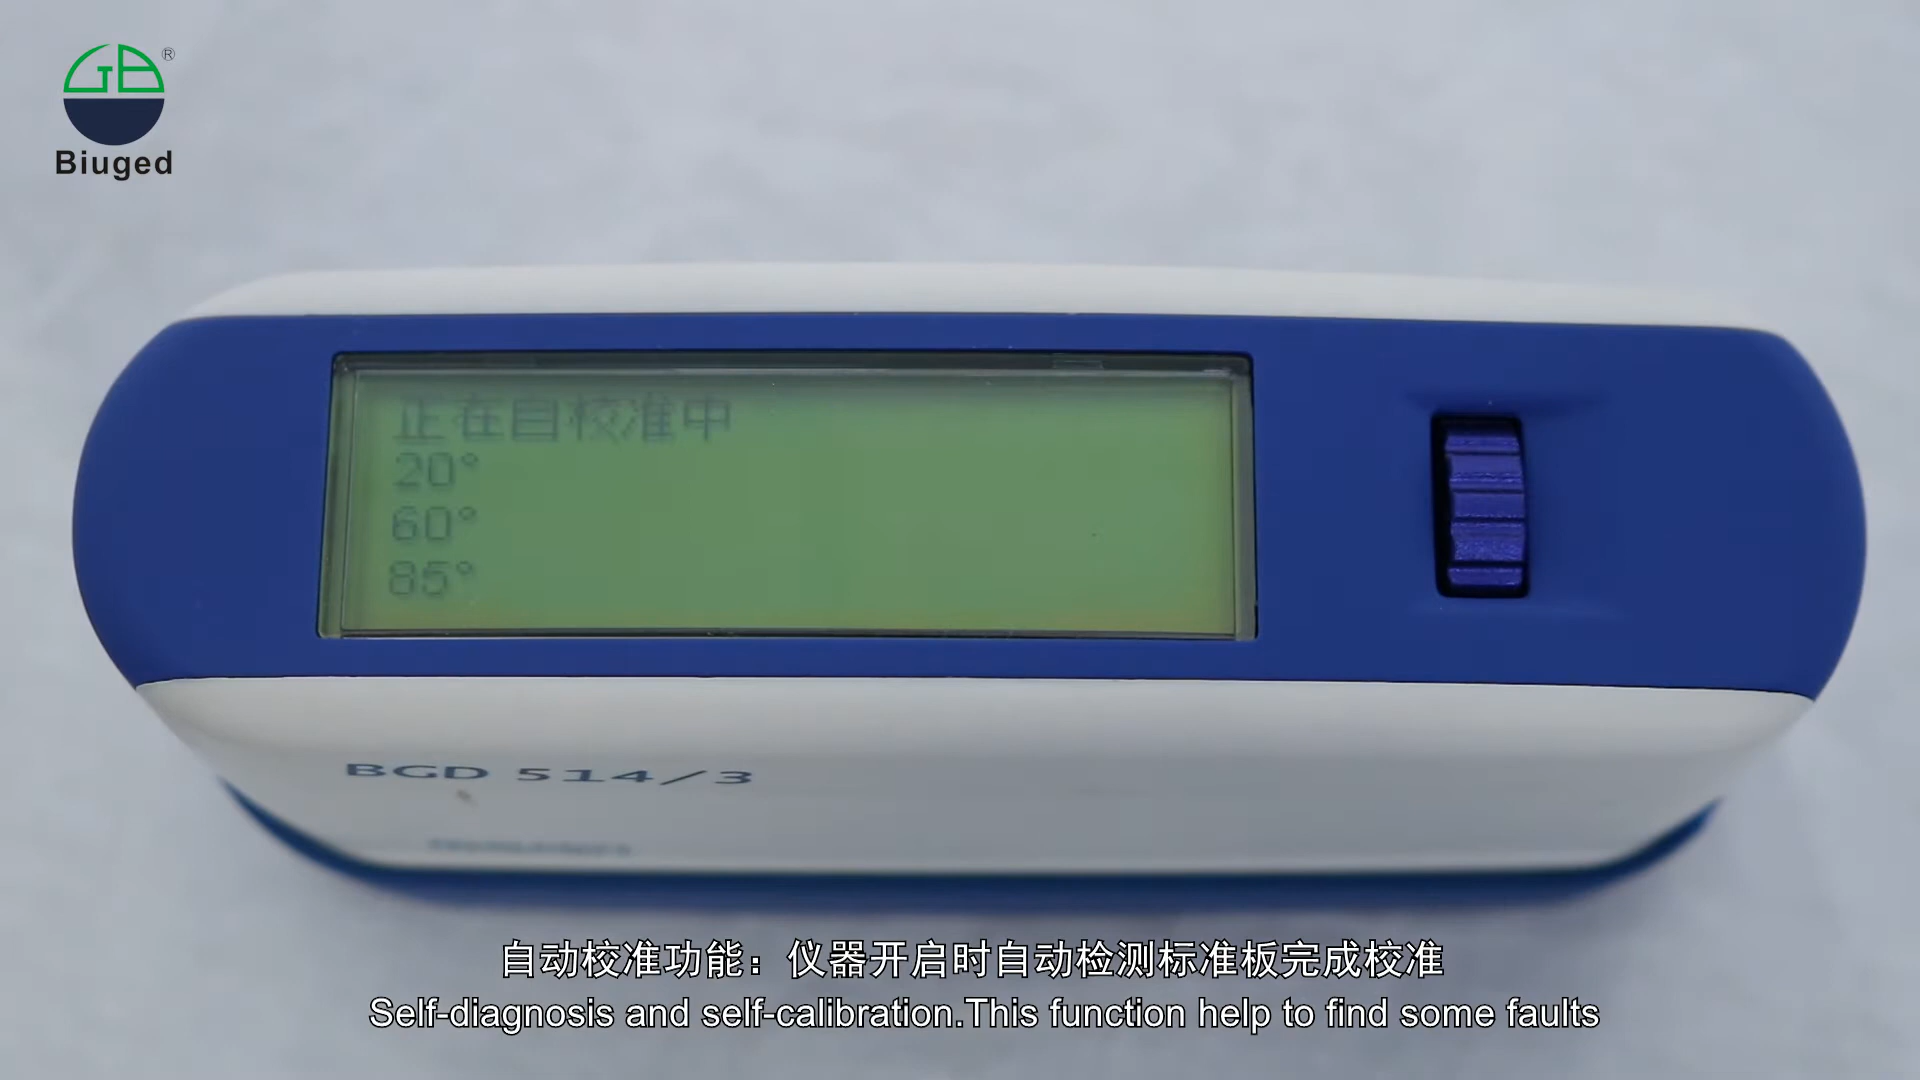 GB®
Biuged
正在自校准中
20°
60°
85°
BGD 514/3
自动校准功能：仪器开启时自动检测标准板完成校准
Self-diagnosis and self-calibration.This function help to find some faults